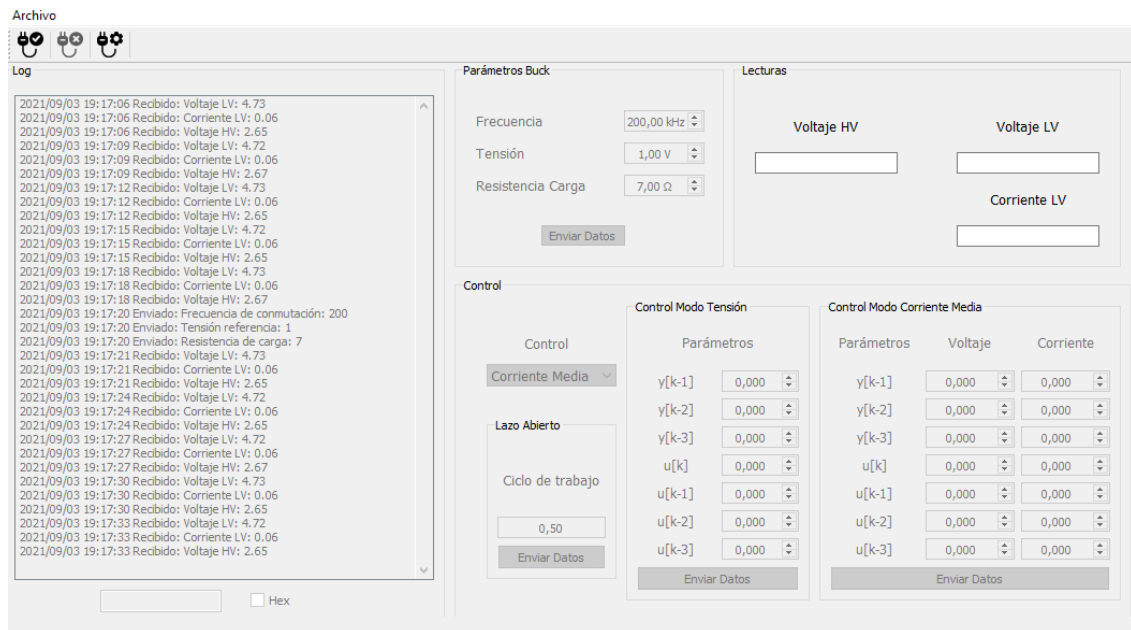 Archivo
Log
2021/09/03 19:17:06 Recibido: Voltaje LV: 4.73
2021/09/03 19:17:06 Recibido: Corriente LV: 0.06
2021/09/03 19:17:06 Recibido: Voltaje HV: 2.65
2021/09/03 19:17:09 Recibido: Voltaje LV: 4.72
2021/09/03 19:17:09 Recibido: Corriente LV: 0.06
2021/09/03 19:17:09 Recibido: Voltaje HV: 2.67
2021/09/03 19:17:12 Recibido: Voltaje LV: 4.73
2021/09/03 19:17:12 Recibido: Corriente LV: 0.06
2021/09/03 19:17:12 Recibido: Voltaje HV: 2.65
2021/09/03 19:17:15 Recibido: Voltaje LV: 4.72
2021/09/03 19:17:15 Recibido: Corriente LV: 0.06
2021/09/03 19:17:15 Recibido: Voltaje HV: 2.65
2021/09/03 19:17:18 Recibido: Voltaje LV: 4.73
2021/09/03 19:17:18 Recibido: Corriente LV: 0.06
2021/09/03 19:17:18 Recibido: Voltaje HV: 2.67
2021/09/03 19:17:20 Enviado: Frecuencia de conmutación: 200
2021/09/03 19:17:20 Enviado: Tensión referencia: 1
2021/09/03 19:17:20 Enviado: Resistencia de carga: 7
2021/09/03 19:17:21 Recibido: Voltaje LV: 4.73
2021/09/03 19:17:21 Recibido: Corriente LV: 0.06
2021/09/03 19:17:21 Recibido: Voltaje HV: 2.65
2021/09/03 19:17:24 Recibido: Voltaje LV: 4.72
2021/09/03 19:17:24 Recibido: Corriente LV: 0.06
2021/09/03 19:17:24 Recibido: Voltaje HV: 2.65
2021/09/03 19:17:27 Recibido: Voltaje LV: 4.72
2021/09/03 19:17:27 Recibido: Corriente LV: 0.06
2021/09/03 19:17:27 Recibido: Voltaje HV: 2.67
2021/09/03 19:17:30 Recibido: Voltaje LV: 4.73
2021/09/03 19:17:30 Recibido: Corriente LV: 0.06
2021/09/03 19:17:30 Recibido: Voltaje HV: 2.65
2021/09/03 19:17:33 Recibido: Voltaje LV: 4.72
2021/09/03 19:17:33 Recibido: Corriente LV: 0.06
2021/09/03 19:17:33 Recibido: Voltaje HV: 2.65
Hex
Parámetros Buck
Frecuencia 200,00 kHz
Tensión 1,00 V
Resistencia Carga 7,00 Ω
Enviar Datos
Lecturas
Voltaje HV Voltaje LV
Corriente LV
Control
Control
Corriente Media
Lazo Abierto
Ciclo de trabajo
0,50
Enviar Datos
Control Modo Tensión
Parámetros
y[k-1] 0,000
y[k-2] 0,000
y[k-3] 0,000
u[k] 0,000
u[k-1] 0,000
u[k-2] 0,000
u[k-3] 0,000
Enviar Datos
Control Modo Corriente Media
Parámetros Voltaje Corriente
y[k-1] 0,000 0,000
y[k-2] 0,000 0,000
y[k-3] 0,000 0,000
u[k] 0,000 0,000
u[k-1] 0,000 0,000
u[k-2] 0,000 0,000
u[k-3] 0,000 0,000
Enviar Datos